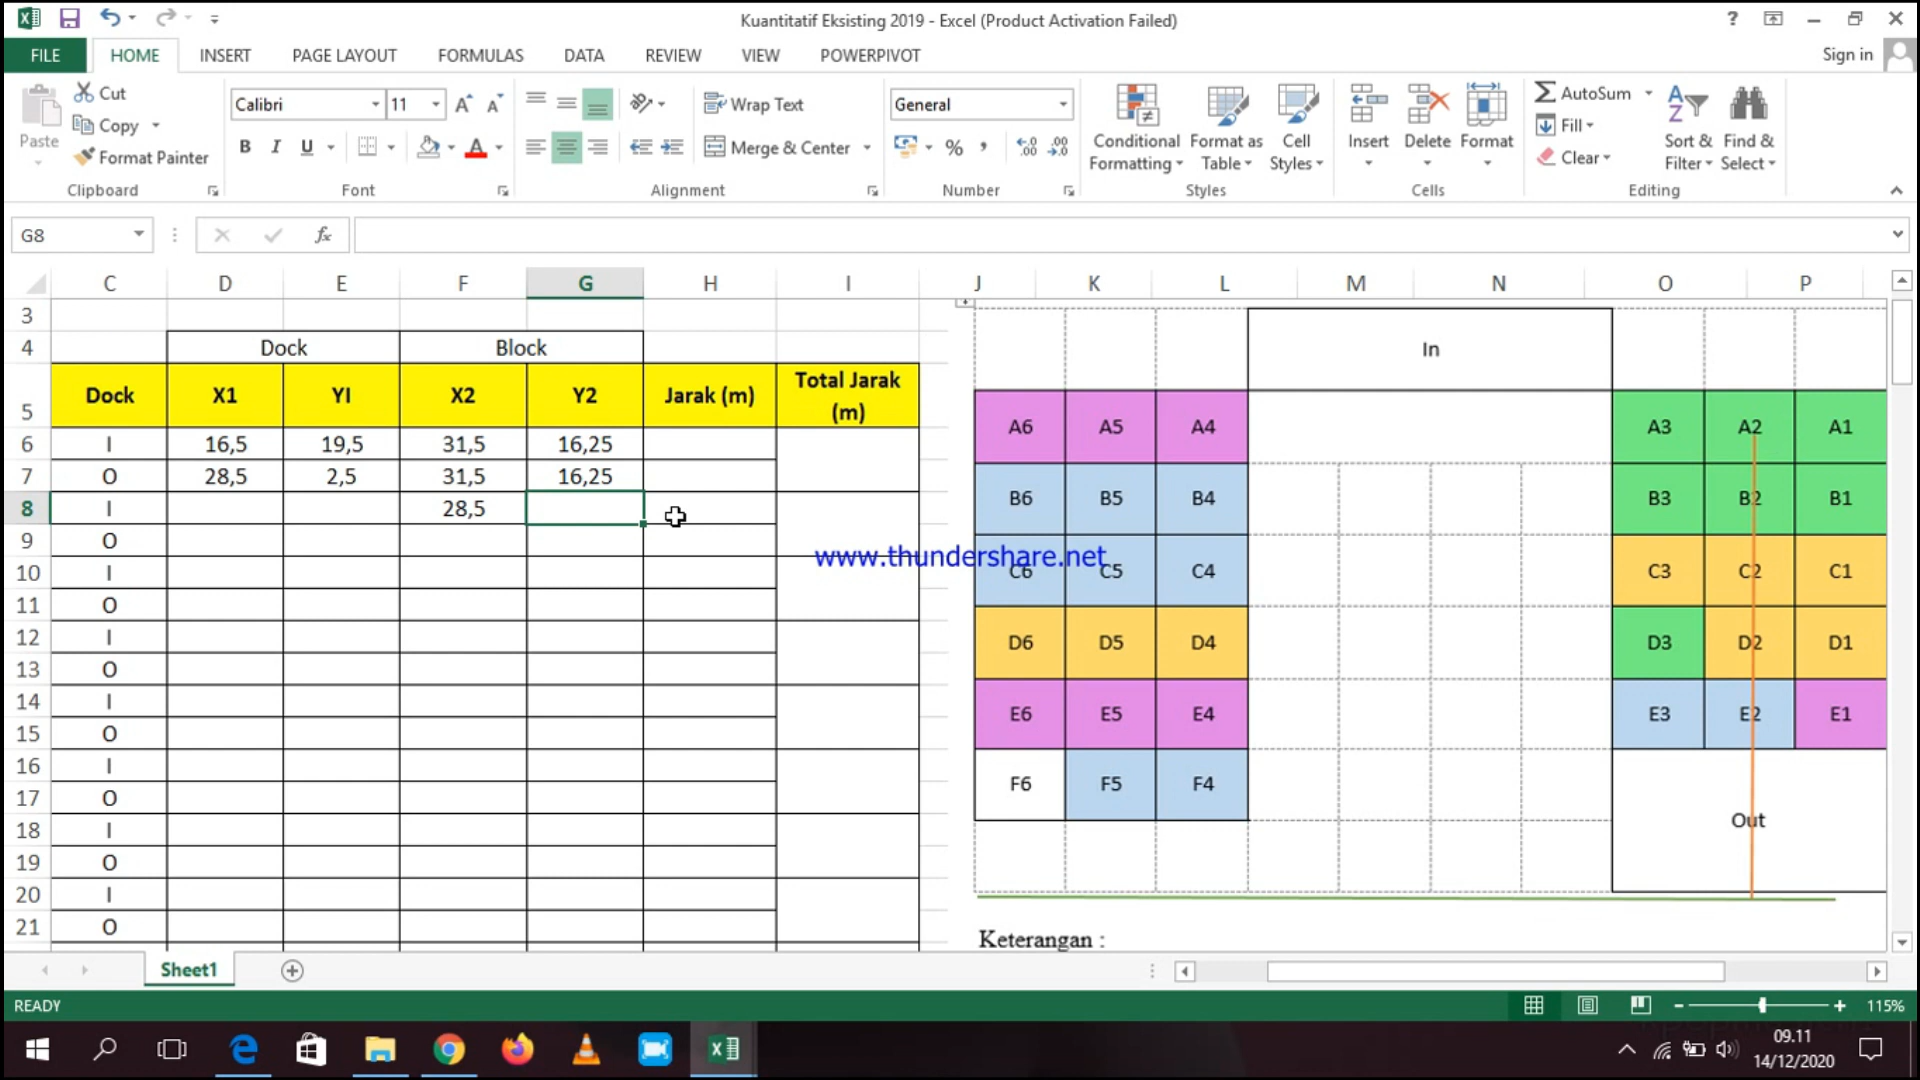 Kuantitatif Eksisting 2019 - Excel (Product Activation Failed)
?
FILE HOME INSERT PAGE LAYOUT FORMULAS DATA REVIEW VIEW POWERPIVOT Sign in
Paste
Cut
Copy
Format Painter
Clipboard
Calibri 11
B I U
Font
Wrap Text
Merge & Center
Alignment
General
%
Number
Conditional Formatting
Format as Table
Cell Styles
Styles
Insert Delete Format
Cells
AutoSum
Fill
Clear
Sort & Filter
Find & Select
Editing
G8 fx
C D E F G H I J K L M N O P
3
4 Dock Block
5 Dock X1 YI X2 Y2 Jarak (m) Total Jarak (m)
6 I 16,5 19,5 31,5 16,25
7 O 28,5 2,5 31,5 16,25
8 I 28,5
9 O
10 I
11 O
12 I
13 O
14 I
15 O
16 I
17 O
18 I
19 O
20 I
21 O
In
A6 A5 A4 A3 A2 A1
B6 B5 B4 B3 B2 B1
www.thundershare.net
C6 C5 C4 C3 C2 C1
D6 D5 D4 D3 D2 D1
E6 E5 E4 E3 E2 E1
F6 F5 F4
Out
Keterangan :
Sheet1
READY 115%
09.11
14/12/2020